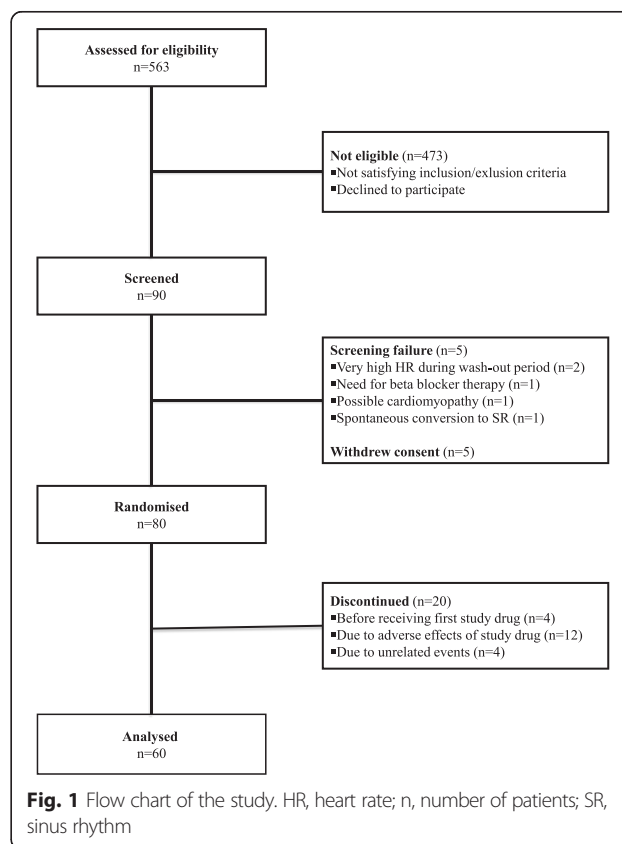 Assessed for eligibility
n=563
Not eligible (n=473)
▪Not satisfying inclusion/exlusion criteria
▪Declined to participate
Screened
n=90
Screening failure (n=5)
▪Very high HR during wash-out period (n=2)
▪Need for beta blocker therapy (n=1)
▪Possible cardiomyopathy (n=1)
▪Spontaneous conversion to SR (n=1)
Withdrew consent (n=5)
Randomised
n=80
Discontinued (n=20)
▪Before receiving first study drug (n=4)
▪Due to adverse effects of study drug (n=12)
▪Due to unrelated events (n=4)
Analysed
n=60
Fig. 1 Flow chart of the study. HR, heart rate; n, number of patients; SR,
sinus rhythm